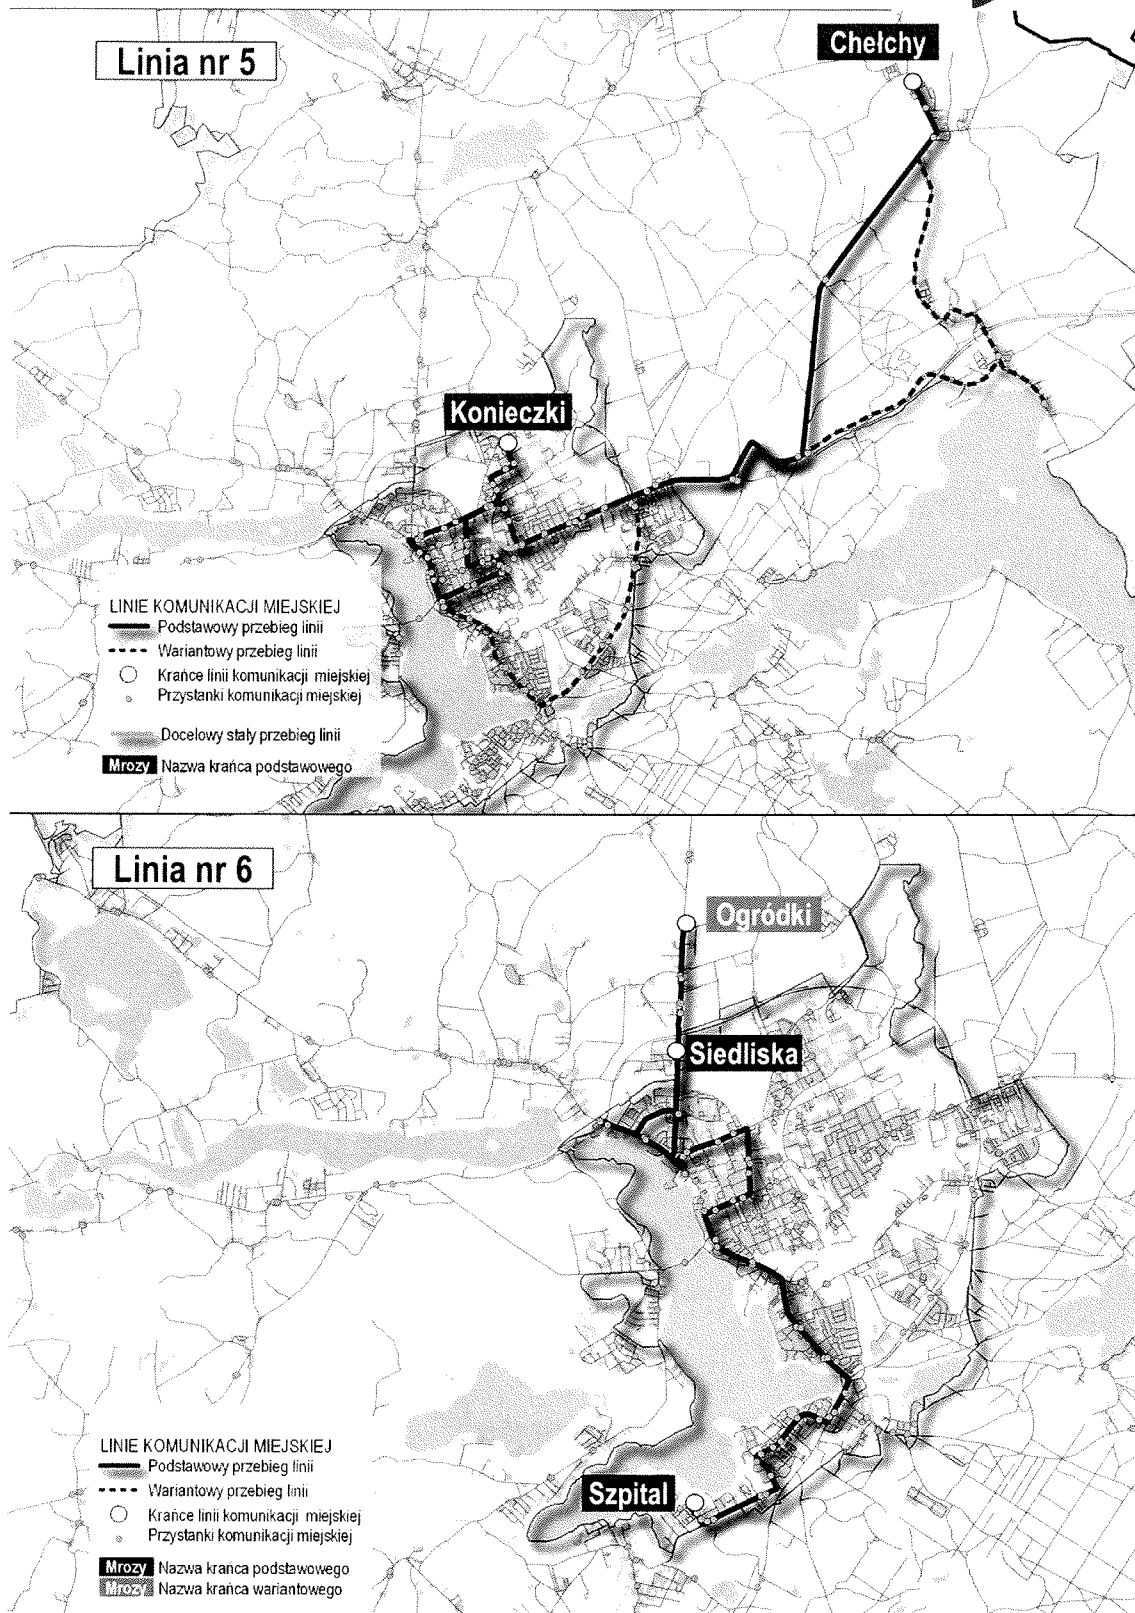 Chełchy
Linia nr 5
Konieczki
LINIE KOMUNIKACJI MIEJSKIEJ
Podstawowy przebieg linii
Wariantowy przebieg linii
Krańce linii komunikacji miejskiej
Przystanki komunikacji miejskiej
Docelowy stały przebieg linii
Mrozy Nazwa krańca podstawowego
Linia nr 6
Ogródki
Siedliska
Szpital
LINIE KOMUNIKACJI MIEJSKIEJ
Podstawowy przebieg linii
Wariantowy przebieg linii
Krańce linii komunikacji miejskiej
Przystanki komunikacji miejskiej
Mrozy Nazwa krańca podstawowego
Mrozy Nazwa krańca wariantowego